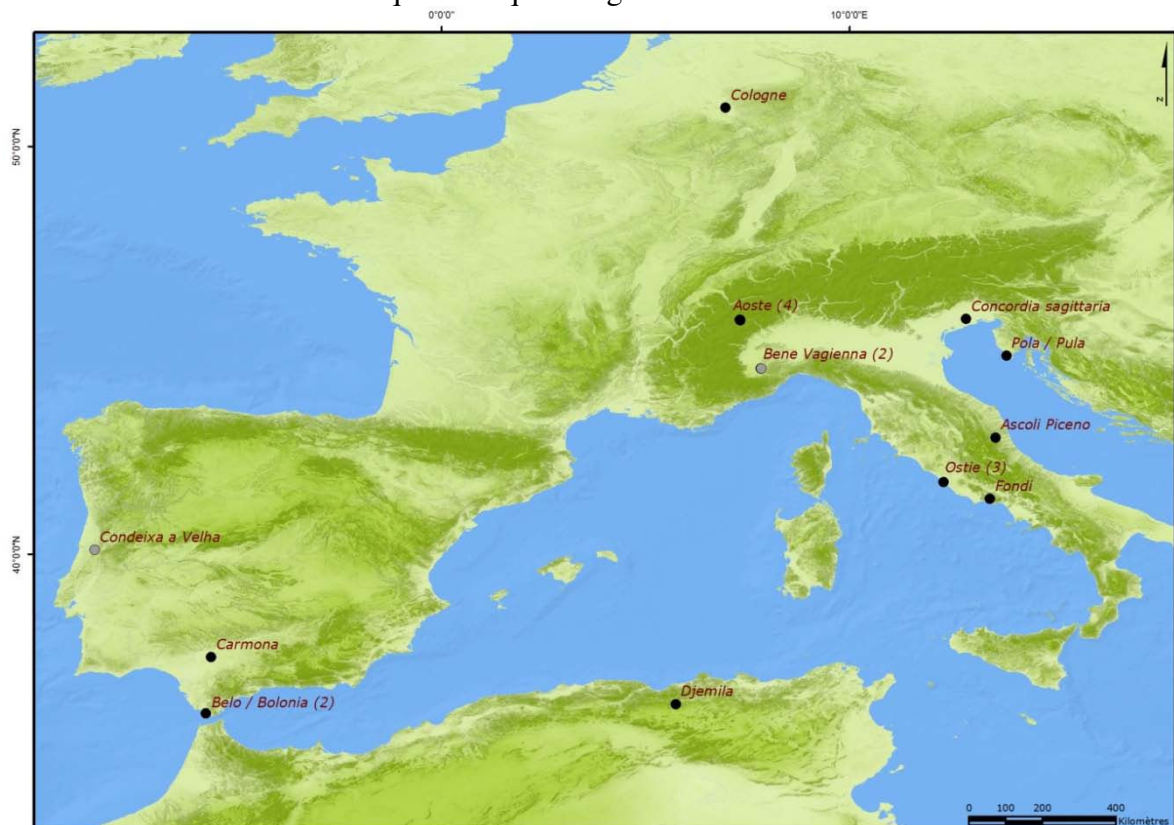 0°0'0"
10°0'0"E
N
Cologne
50°0'0"N
Aoste (4)
Concordia sagittaria
Pola / Pula
Bene Vagienna (2)
Ascoli Piceno
Ostie (3)
Fondi
Condeixa a Velha
40°0'0"N
Carmona
Belo / Bolonia (2)
Djemila
0 100 200 400
Kilomètres